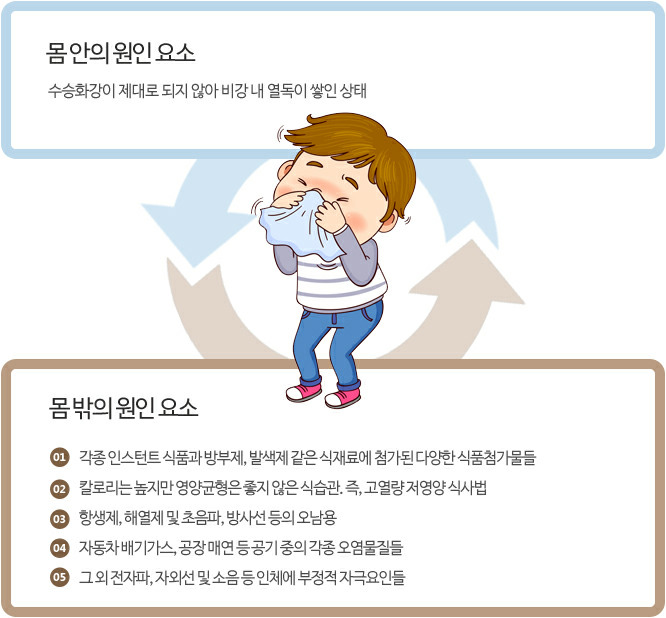 몸 안의 원인 요소
수승화강이 제대로 되지 않아 비강 내 열독이 쌓인 상태
몸 밖의 원인 요소
01 각종 인스턴트 식품과 방부제, 발색제 같은 식재료에 첨가된 다양한 식품첨가물들
02 칼로리는 높지만 영양균형은 좋지 않은 식습관. 즉, 고열량 저영양 식사법
03 항생제, 해열제 및 초음파, 방사선 등의 오남용
04 자동차 배기가스, 공장 매연 등 공기 중의 각종 오염물질들
05 그 외 전자파, 자외선 및 소음 등 인체에 부정적 자극요인들